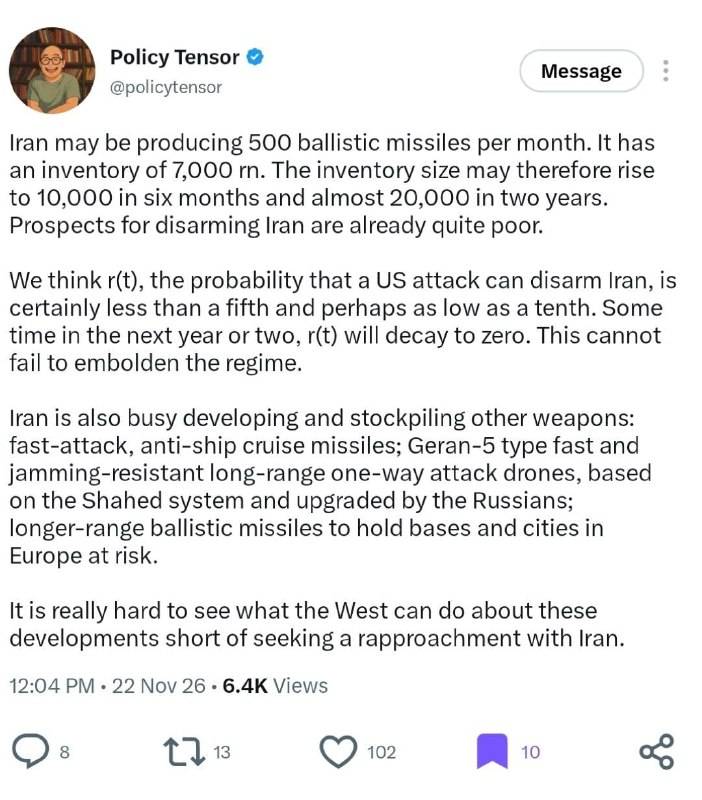 Policy Tensor
@policytensor
Message
Iran may be producing 500 ballistic missiles per month. It has
an inventory of 7,000 rn. The inventory size may therefore rise
to 10,000 in six months and almost 20,000 in two years.
Prospects for disarming Iran are already quite poor.
We think r(t), the probability that a US attack can disarm Iran, is
certainly less than a fifth and perhaps as low as a tenth. Some
time in the next year or two, r(t) will decay to zero. This cannot
fail to embolden the regime.
Iran is also busy developing and stockpiling other weapons:
fast-attack, anti-ship cruise missiles; Geran-5 type fast and
jamming-resistant long-range one-way attack drones, based
on the Shahed system and upgraded by the Russians;
longer-range ballistic missiles to hold bases and cities in
Europe at risk.
It is really hard to see what the West can do about these
developments short of seeking a rapproachment with Iran.
12:04 PM • 22 Nov 26 • 6.4K Views
8 13 102 10